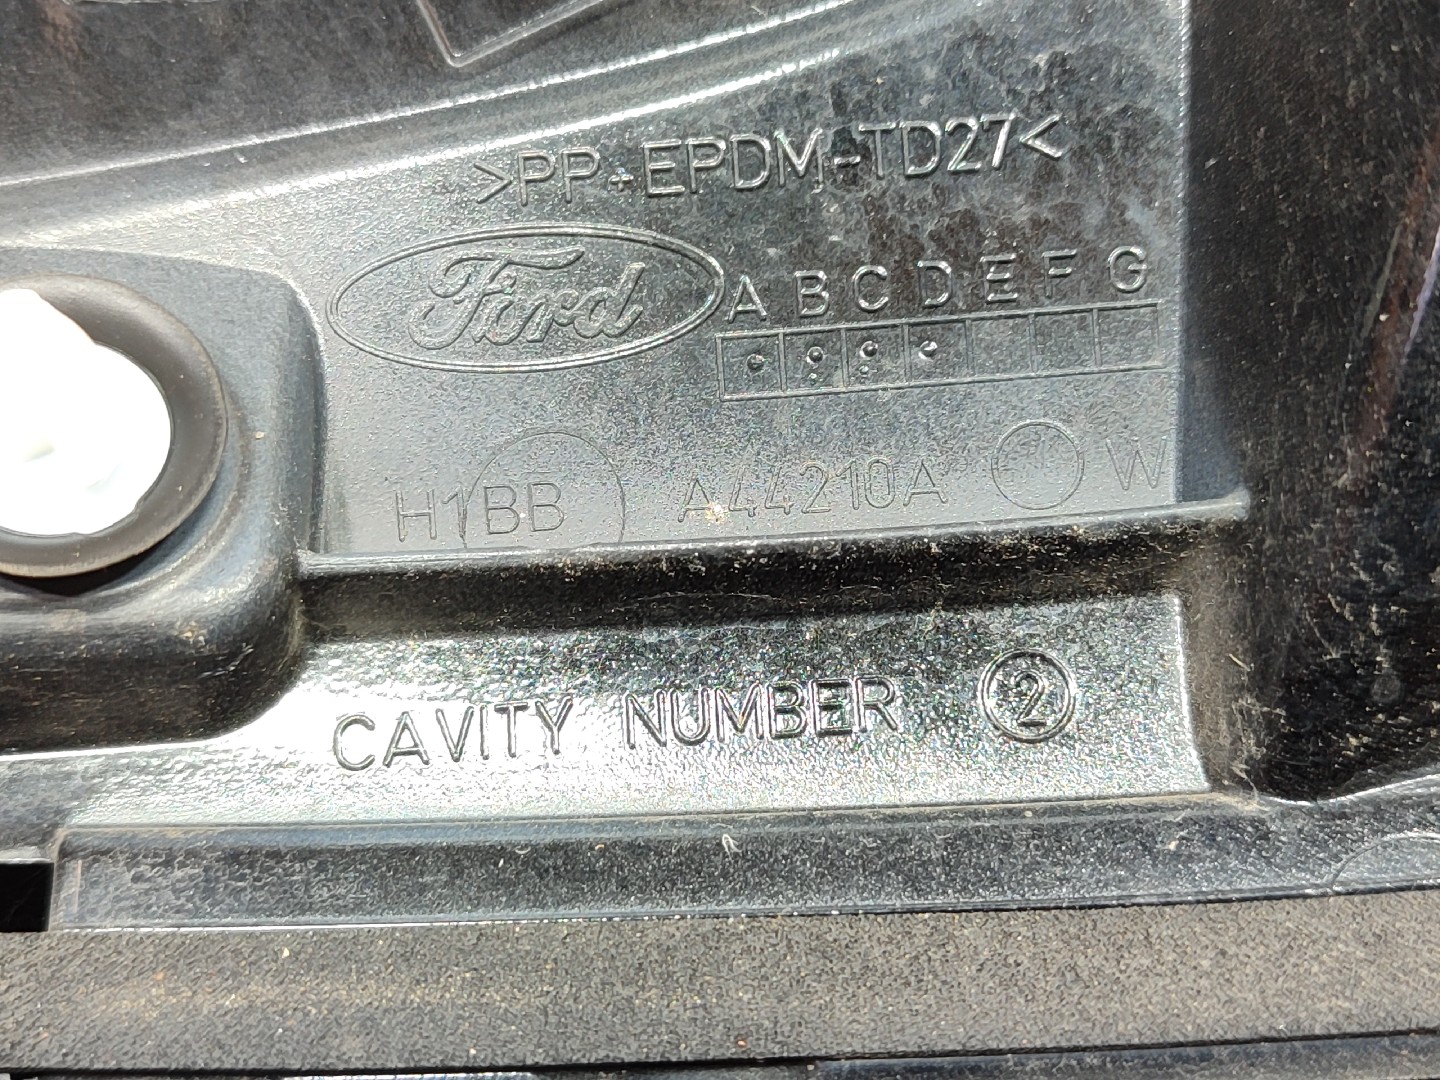 >PP+EPDM-TD27<
Ford
A B C D E F G
H1BB A44210A W
CAVITY NUMBER 2